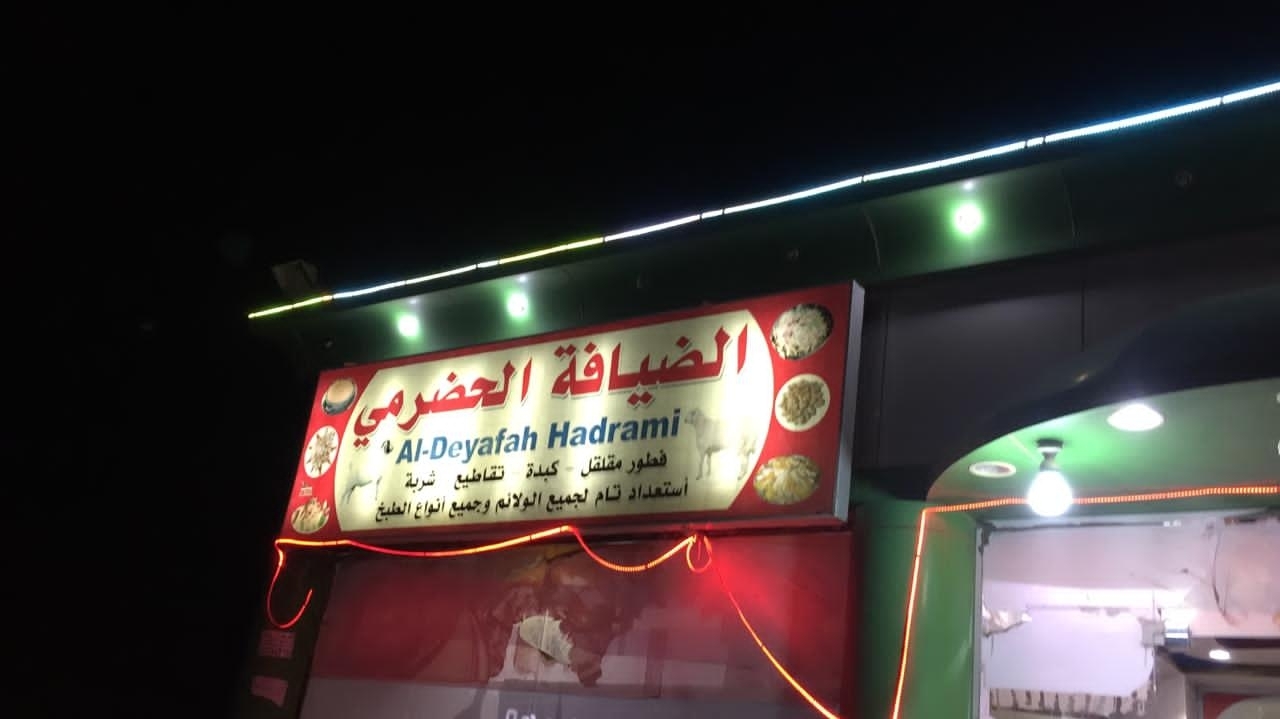 الضيافة الحضرمي
Al-Deyafah Hadrami
فطور مقلقل - كبدة - تقاطيع شربة
أستعداد تام لجميع الولائم وجميع أنواع الطبخ